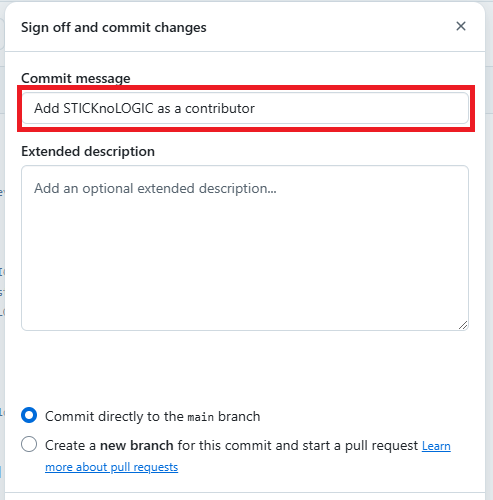 Sign off and commit changes
Commit message
Add STICKnoLOGIC as a contributor
Extended description
Add an optional extended description...
Commit directly to the main branch
Create a new branch for this commit and start a pull request Learn
more about pull requests